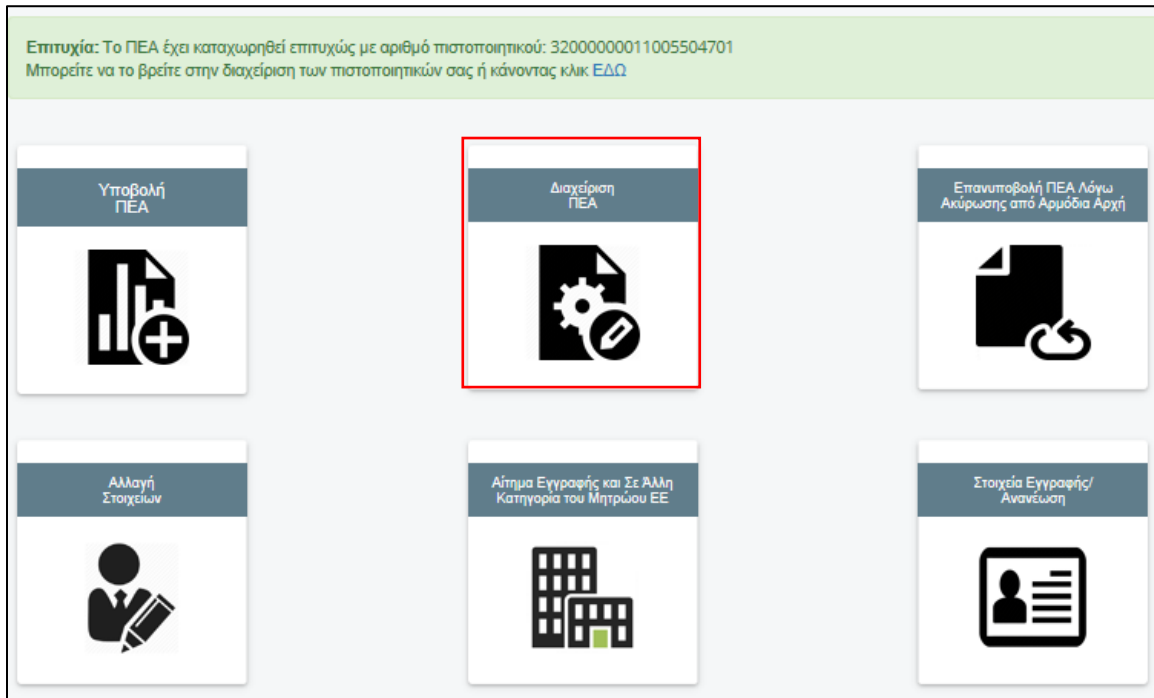 Επιτυχία: Το ΠΕΑ έχει καταχωρηθεί επιτυχώς με αριθμό πιστοποιητικού: 32000000011005504701
Μπορείτε να το βρείτε στην διαχείριση των πιστοποιητικών σας ή κάνοντας κλικ ΕΔΩ
Υποβολή
ΠΕΑ
Διαχείριση
ΠΕΑ
Επανυποβολή ΠΕΑ Λόγω
Ακύρωσης από Αρμόδια Αρχή
Αλλαγή
Στοιχείων
Αίτημα Εγγραφής και Σε Άλλη
Κατηγορία του Μητρώου ΕΕ
Στοιχεία Εγγραφής/
Ανανέωση